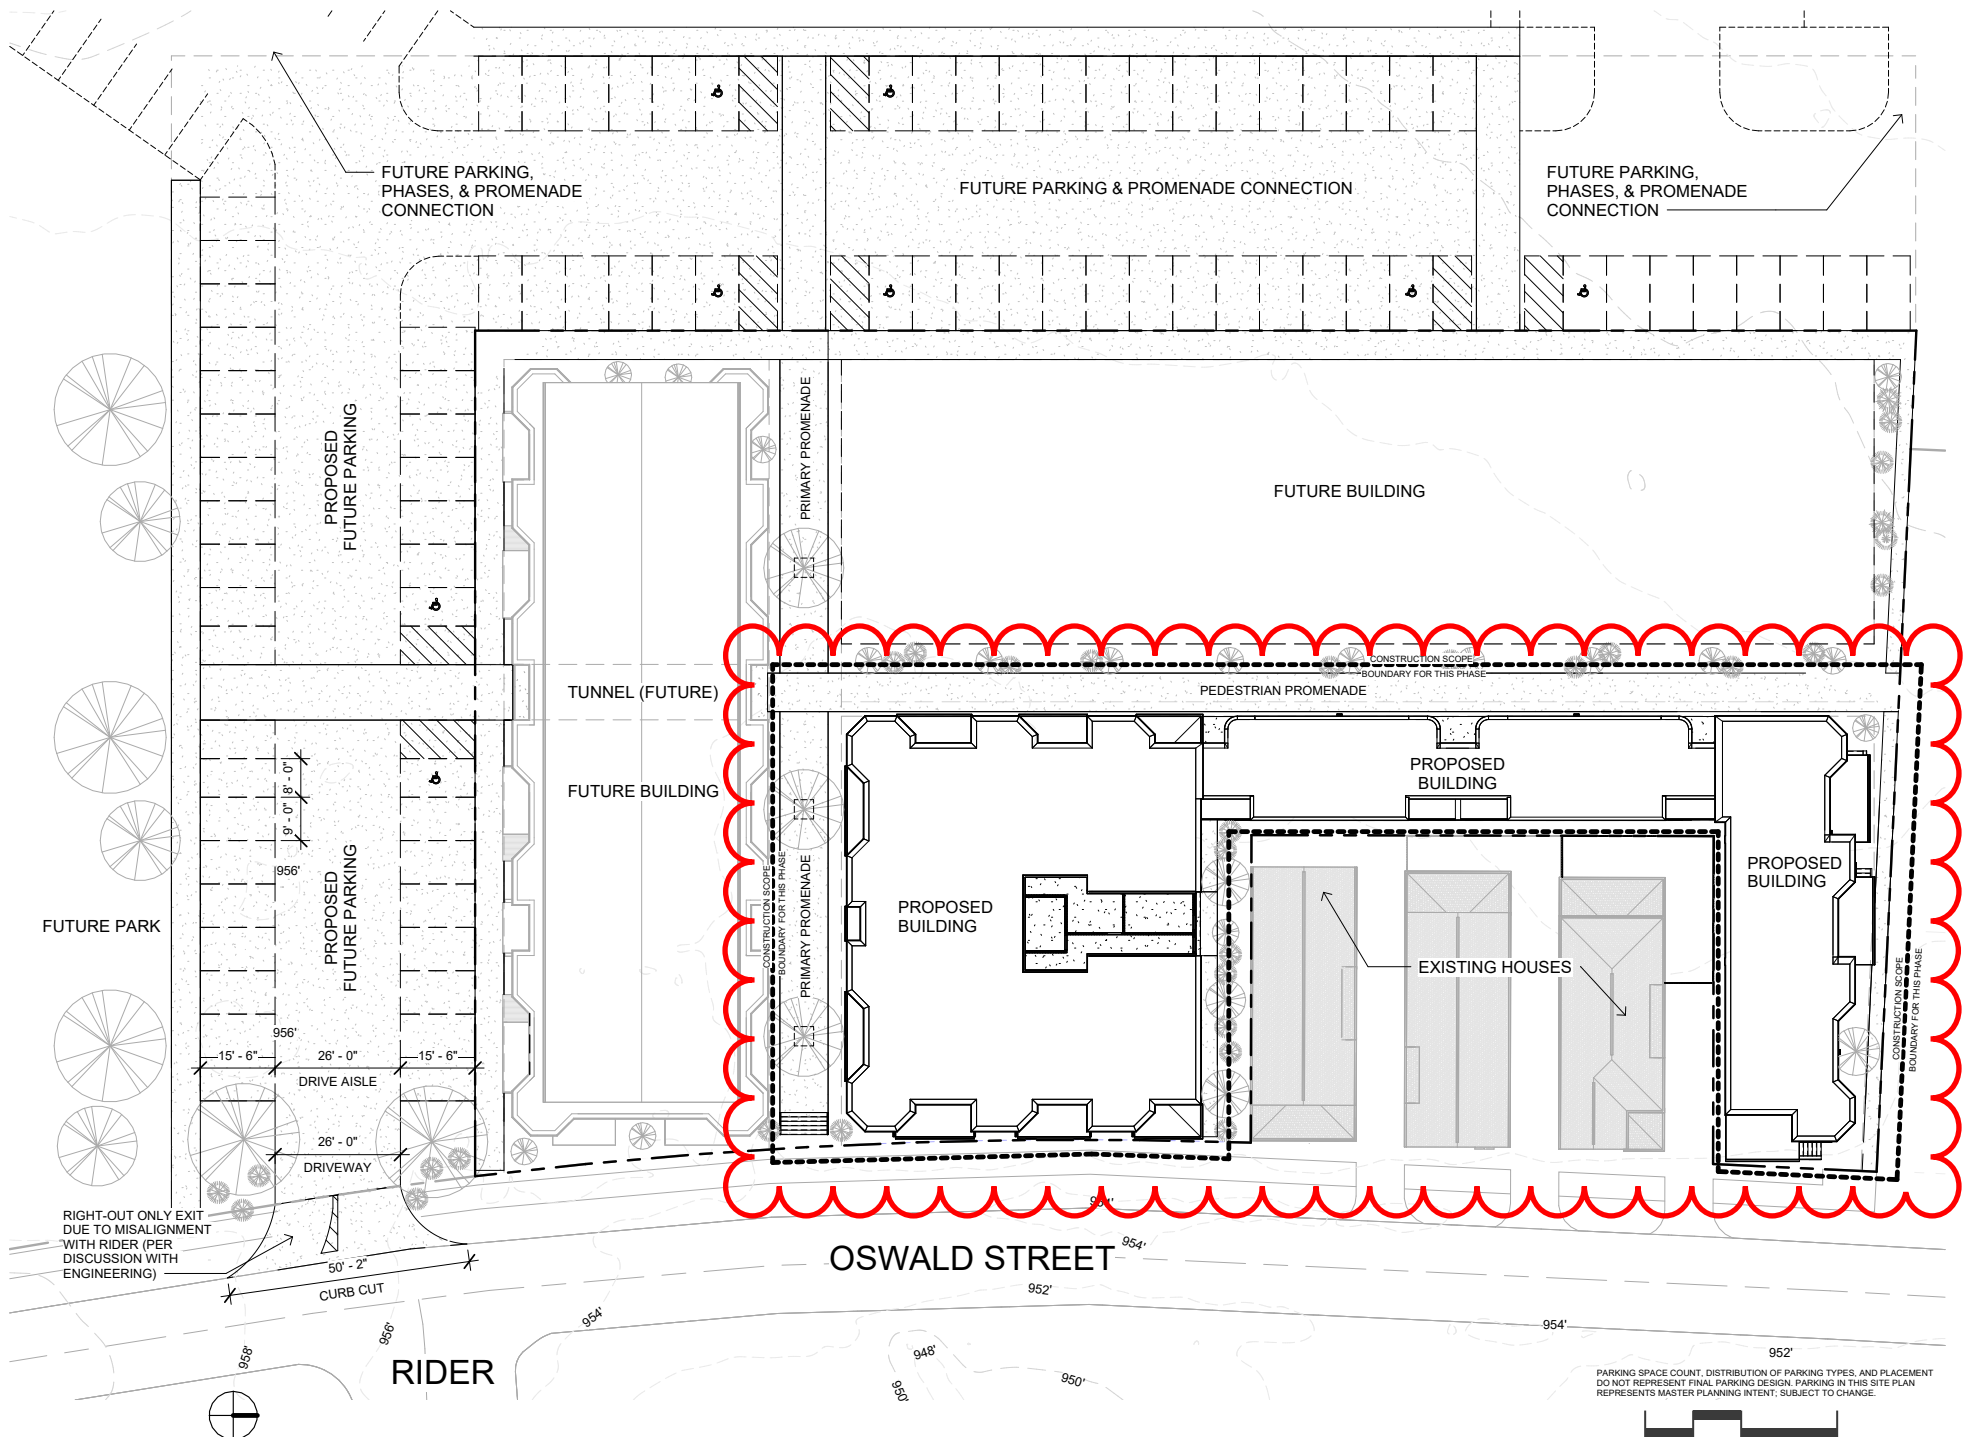 FUTURE PARKING,
PHASES, & PROMENADE
CONNECTION
FUTURE PARKING & PROMENADE CONNECTION
FUTURE PARKING,
PHASES, & PROMENADE
CONNECTION
PROPOSED
FUTURE PARKING
PRIMARY PROMENADE
FUTURE BUILDING
CONSTRUCTION SCOPE
BOUNDARY FOR THIS PHASE
PEDESTRIAN PROMENADE
TUNNEL (FUTURE)
FUTURE BUILDING
PROPOSED
BUILDING
8' - 0"
9' - 0"
956'
PROPOSED
FUTURE PARKING
CONSTRUCTION SCOPE
BOUNDARY FOR THIS PHASE
PRIMARY PROMENADE
PROPOSED
BUILDING
PROPOSED
BUILDING
FUTURE PARK
EXISTING HOUSES
CONSTRUCTION SCOPE
BOUNDARY FOR THIS PHASE
956'
15' - 6"
26' - 0"
15' - 6"
DRIVE AISLE
26' - 0"
DRIVEWAY
RIGHT-OUT ONLY EXIT
DUE TO MISALIGNMENT
WITH RIDER (PER
DISCUSSION WITH
ENGINEERING)
50' - 2"
CURB CUT
OSWALD STREET
954'
952'
954'
954'
956'
958'
948'
950'
950'
952'
RIDER
PARKING SPACE COUNT, DISTRIBUTION OF PARKING TYPES, AND PLACEMENT
DO NOT REPRESENT FINAL PARKING DESIGN. PARKING IN THIS SITE PLAN
REPRESENTS MASTER PLANNING INTENT; SUBJECT TO CHANGE.